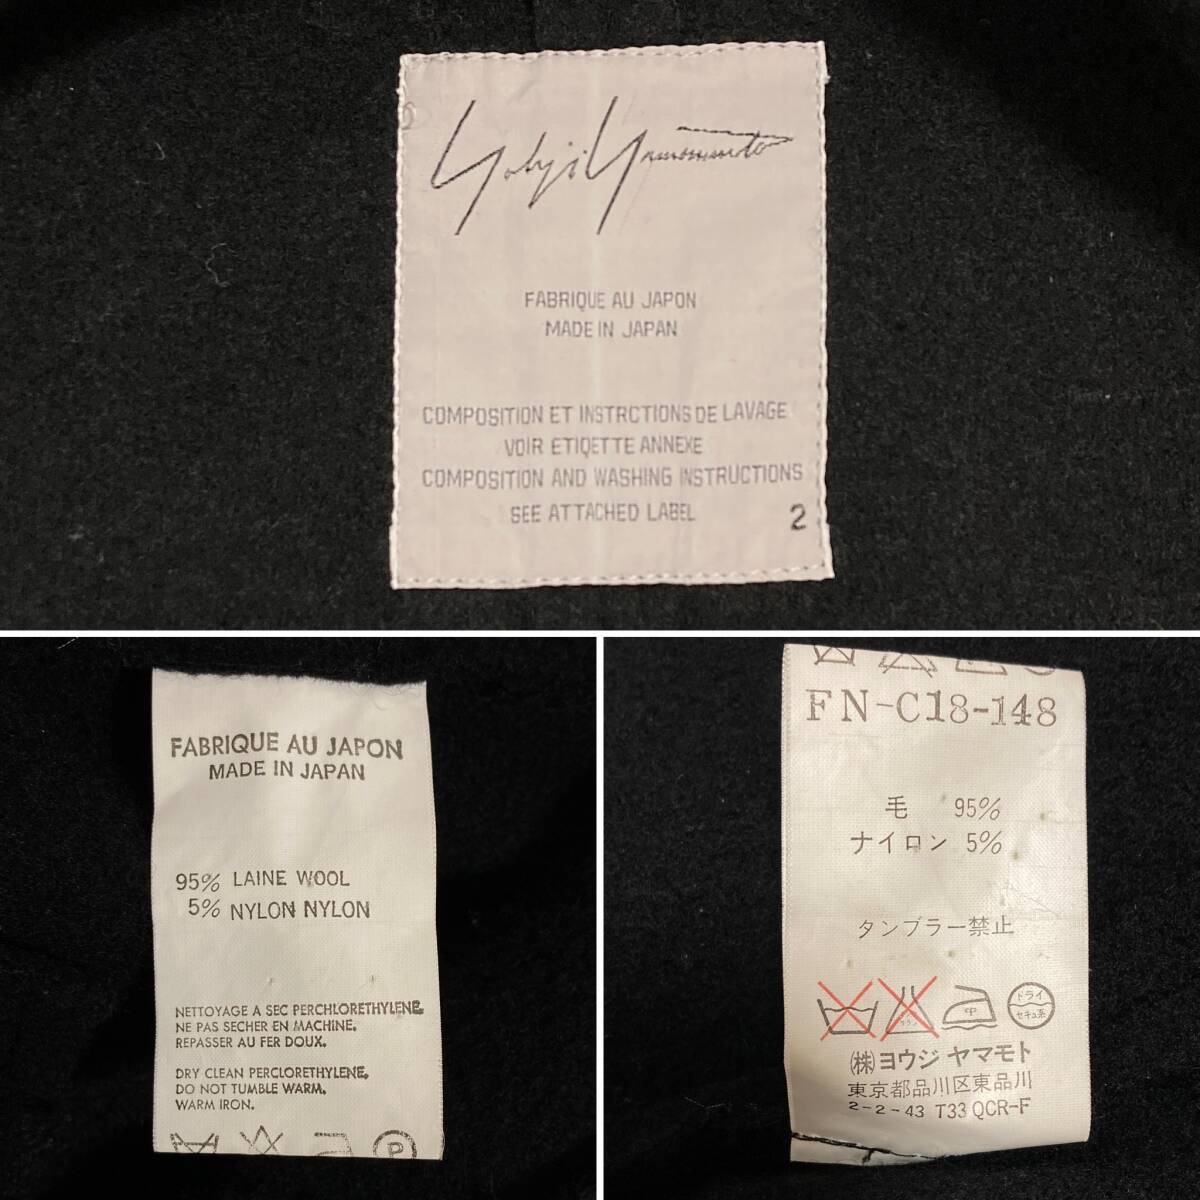 Yohji Yamamoto
FABRIQUE AU JAPON
MADE IN JAPAN
COMPOSITION ET INSTRCTIONS DE LAVAGE
VOIR ETIQETTE ANNEXE
COMPOSITION AND WASHING INSTRUCTIONS
SEE ATTACHED LABEL
2
FABRIQUE AU JAPON
MADE IN JAPAN
95% LAINE WOOL
5% NYLON NYLON
NETTOYAGE A SEC PERCHLORETHYLENE.
NE PAS SECHER EN MACHINE.
REPASSER AU FER DOUX.
DRY CLEAN PERCLORETHYLENE,
DO NOT TUMBLE WARM.
WARM IRON.
P
FN-C18-148
毛 95%
ナイロン 5%
タンブラー禁止
中
ドライ
セキユ系
(株)ヨウジ ヤマモト
東京都品川区東品川
2-2-43 T33 QCR-F